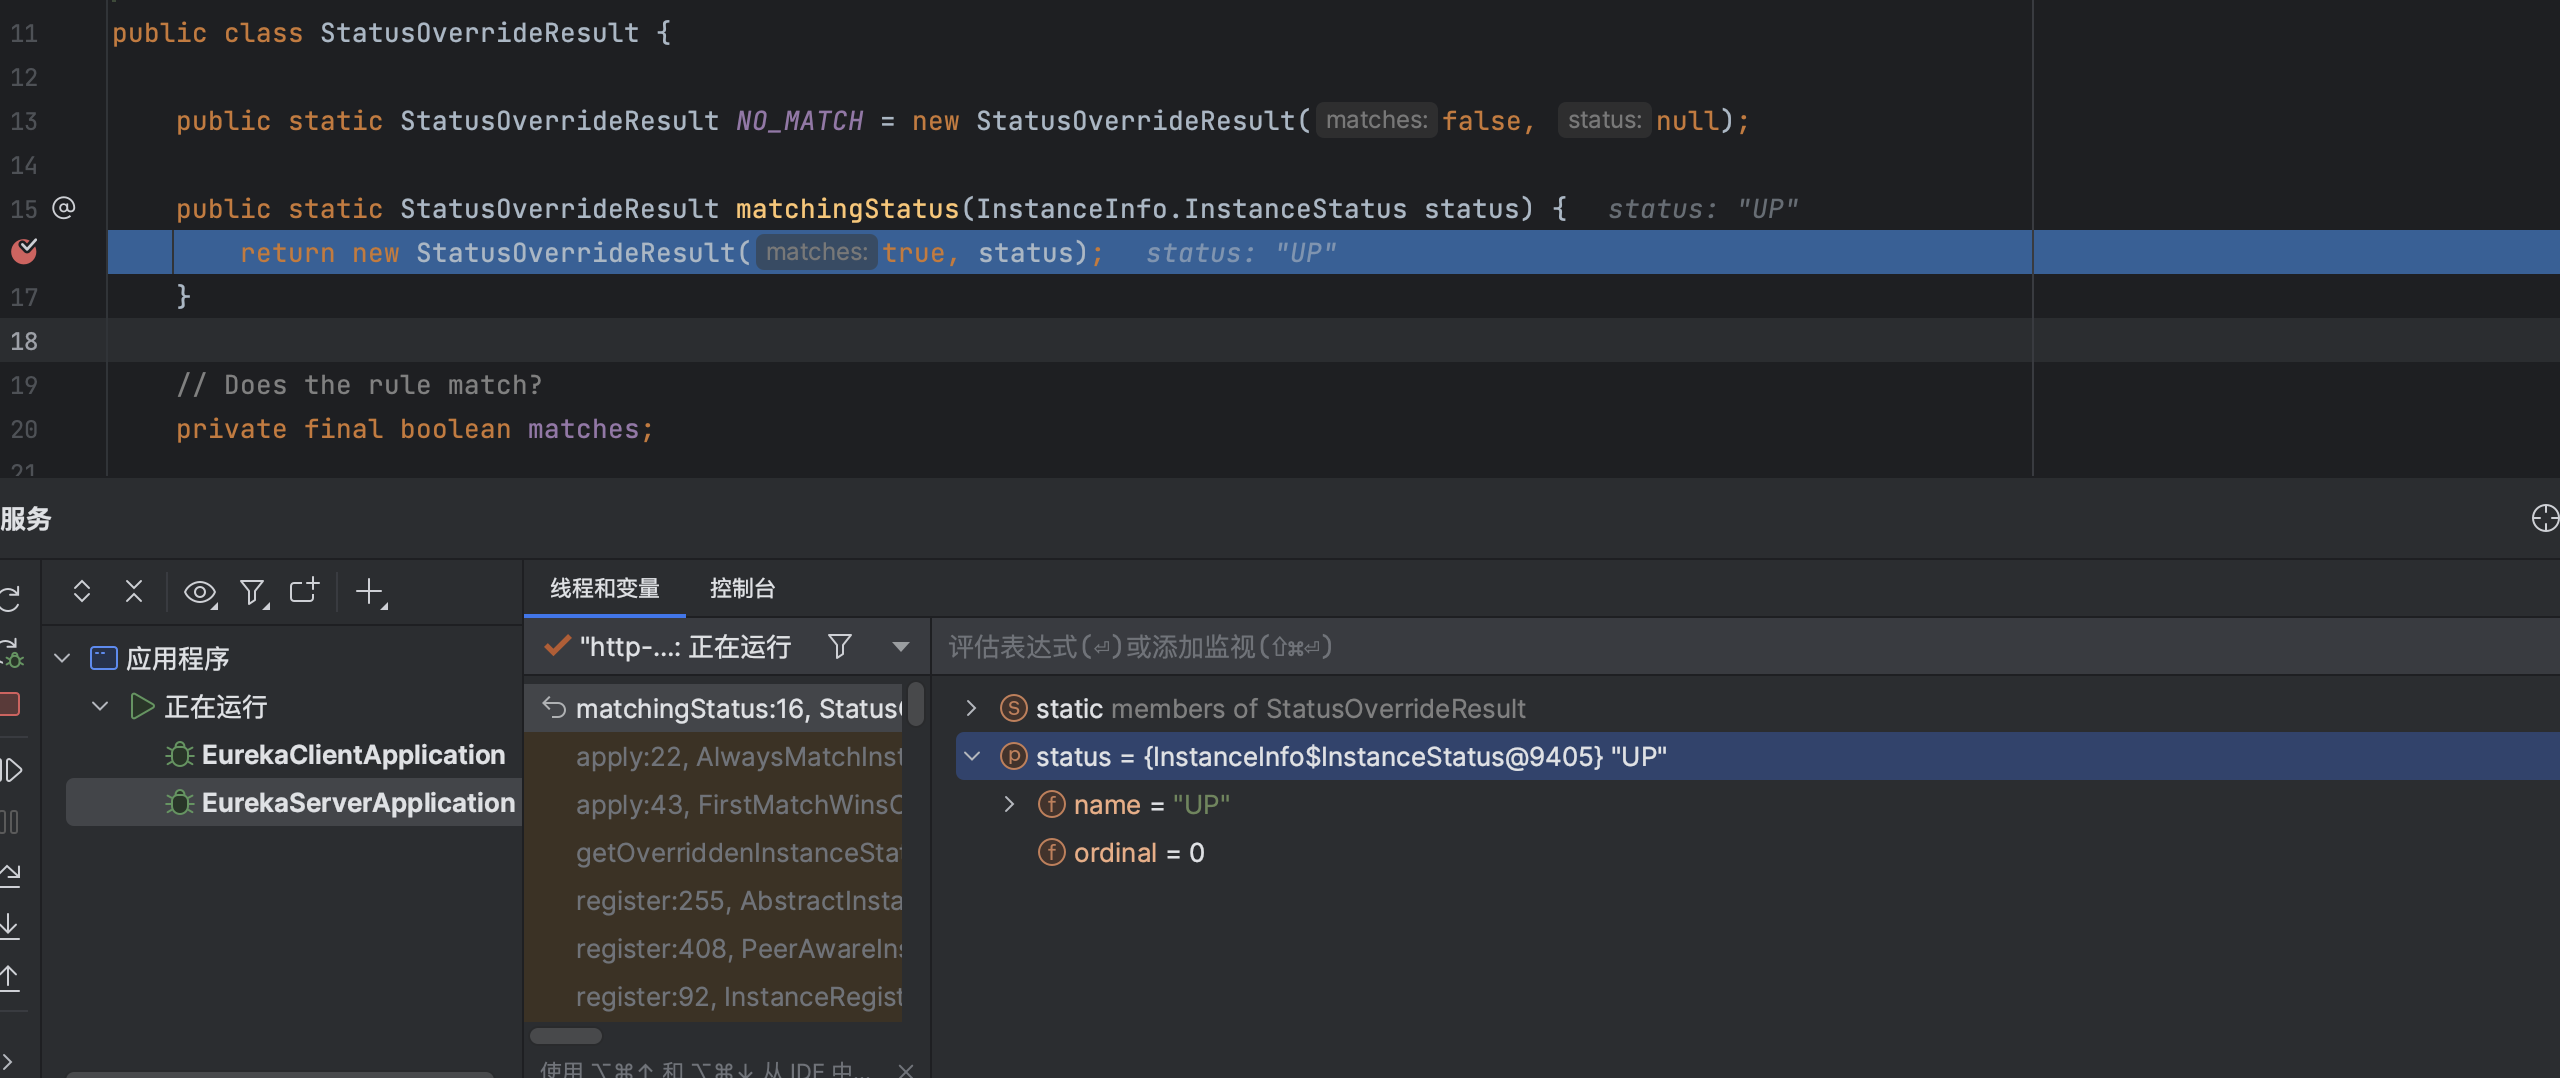 11 public class StatusOverrideResult {
12
13 public static StatusOverrideResult NO_MATCH = new StatusOverrideResult( matches: false, status: null);
14
15 @ public static StatusOverrideResult matchingStatus(InstanceInfo.InstanceStatus status) { status: "UP"
return new StatusOverrideResult( matches: true, status); status: "UP"
17 }
18
19 // Does the rule match?
20 private final boolean matches;
21
服务
线程和变量 控制台
"http-...: 正在运行
评估表达式(⏎)或添加监视(⇧⌘⏎)
应用程序
正在运行
EurekaClientApplication
EurekaServerApplication
matchingStatus:16, Status
apply:22, AlwaysMatchInst
apply:43, FirstMatchWins
getOverriddenInstanceSta
register:255, AbstractInsta
register:408, PeerAwareIn
register:92, InstanceRegist
使用 ⌥⌘↑ 和 ⌥⌘↓ 从 IDE 中...
static members of StatusOverrideResult
status = {InstanceInfo$InstanceStatus@9405} "UP"
name = "UP"
ordinal = 0